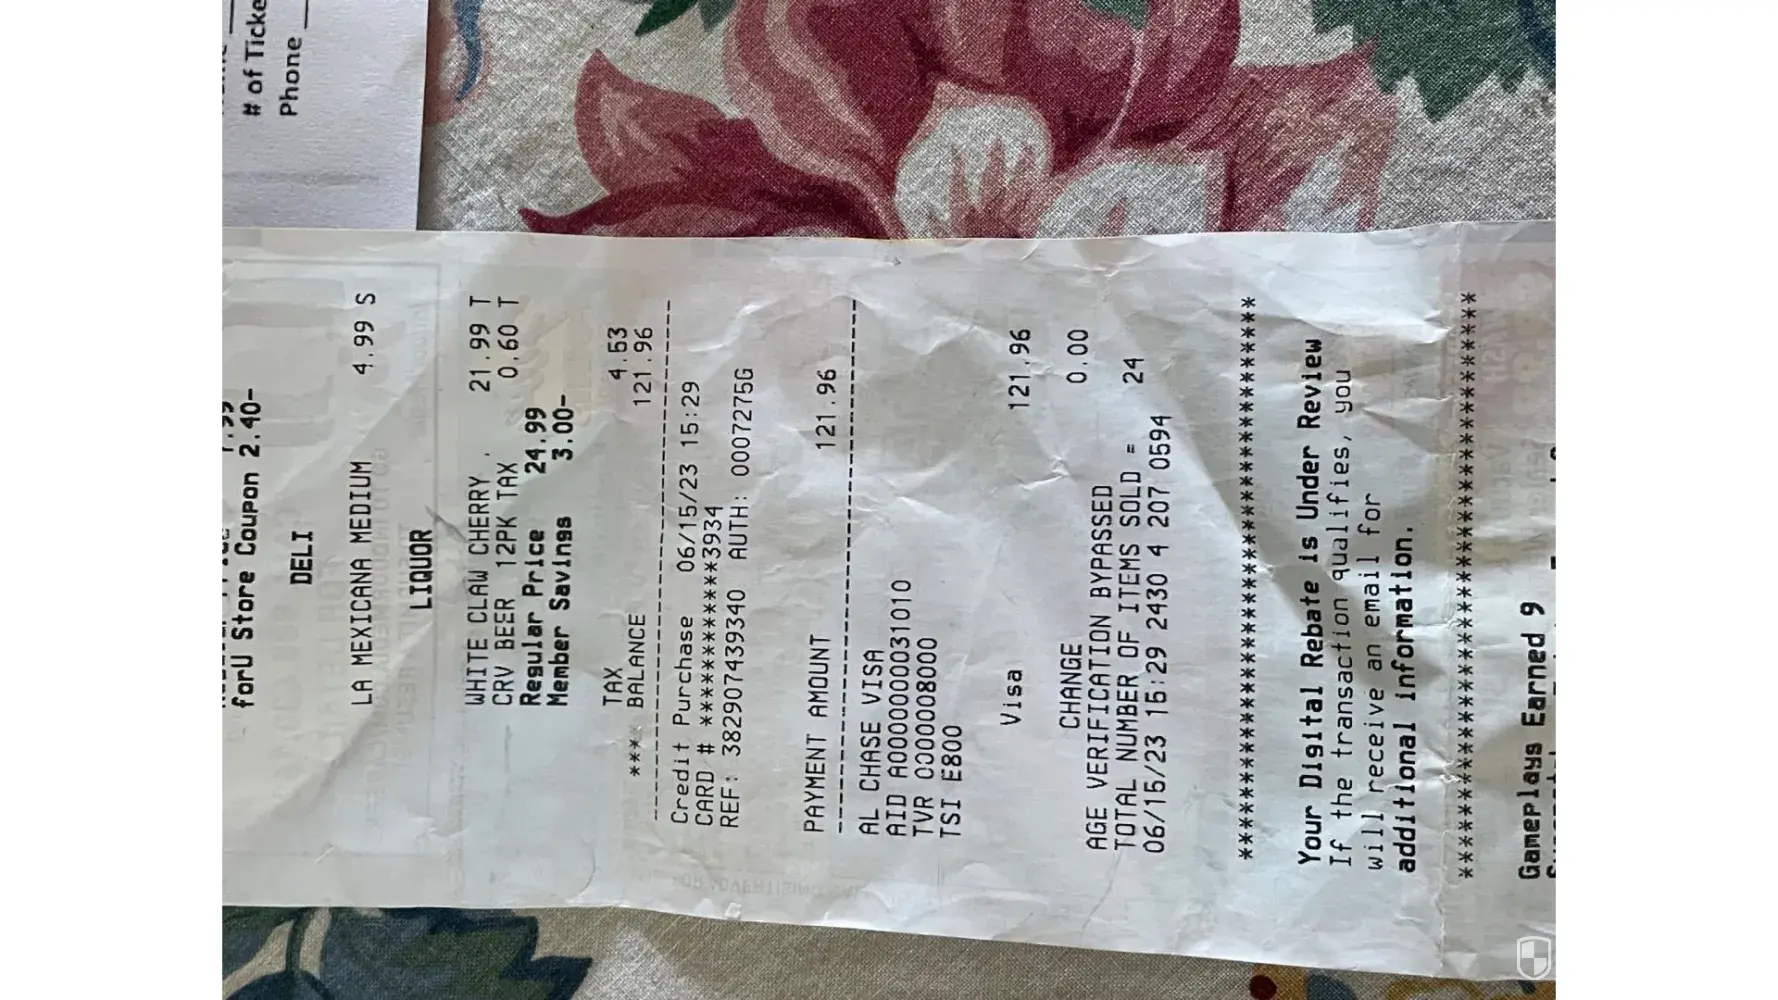 # of Ticke
Phone
forU Store Coupon 2.40-
DELI
LA MEXICANA MEDIUM 4.99 S
LIQUOR
WHITE CLAW CHERRY . 21.99 T
CRV BEER 12PK TAX 0.60 T
Regular Price 24.99
Member Savings 3.00-
TAX 4.53
**** BALANCE 121.96
Credit Purchase 06/15/23 15:29
CARD # ************3934
REF: 382907439340 AUTH: 0007275G
PAYMENT AMOUNT 121.96
AL CHASE VISA
AID A0000000031010
TVR 0000008000
TSI E800
Visa 121.96
CHANGE 0.00
AGE VERIFICATION BYPASSED
TOTAL NUMBER OF ITEMS SOLD = 24
06/15/23 15:29 2430 4 207 0594
******************************************
Your Digital Rebate is Under Review
If the transaction qualifies, you
will receive an email for
additional information.
******************************************
Gameplays Earned 9